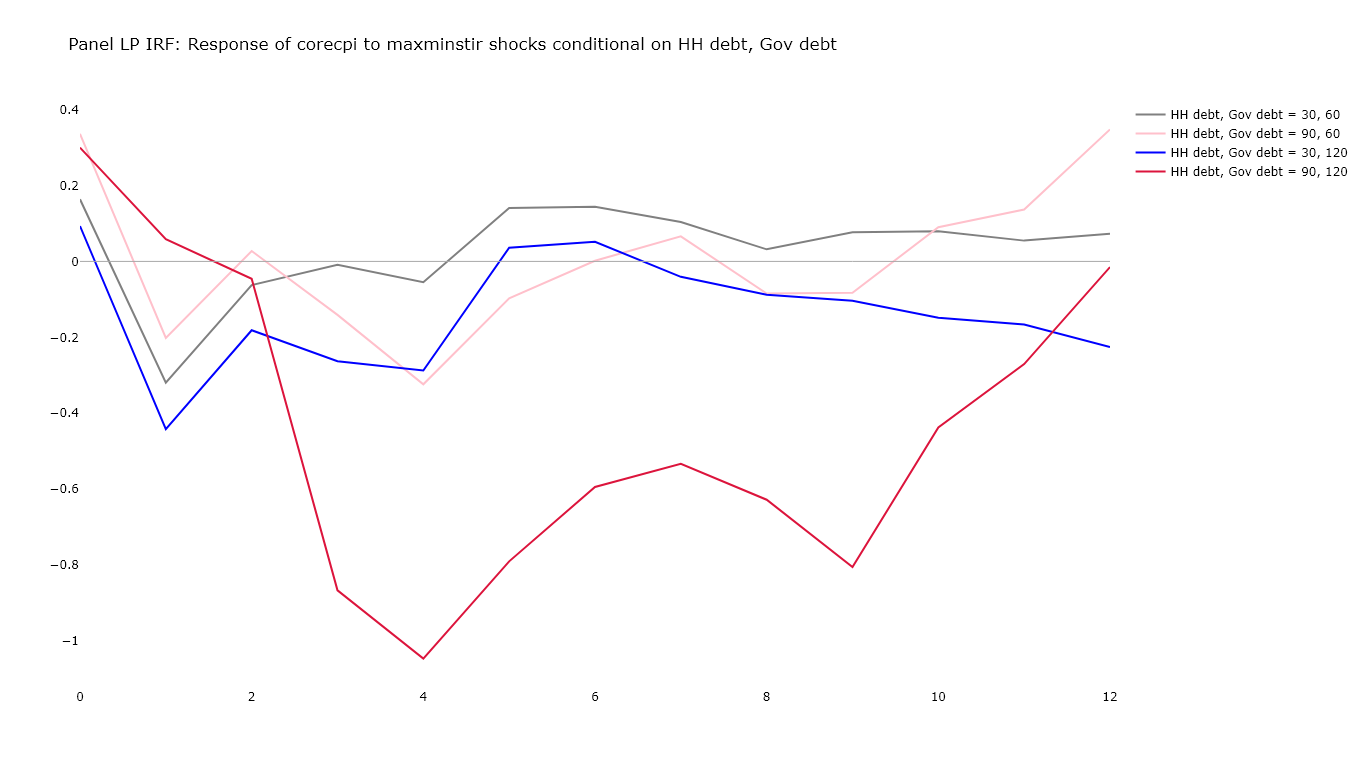 Panel LP IRF: Response of corecpi to maxminstir shocks conditional on HH debt, Gov debt
0.4
0.2
0
−0.2
−0.4
−0.6
−0.8
−1
0 2 4 6 8 10 12
HH debt, Gov debt = 30, 60
HH debt, Gov debt = 90, 60
HH debt, Gov debt = 30, 120
HH debt, Gov debt = 90, 120